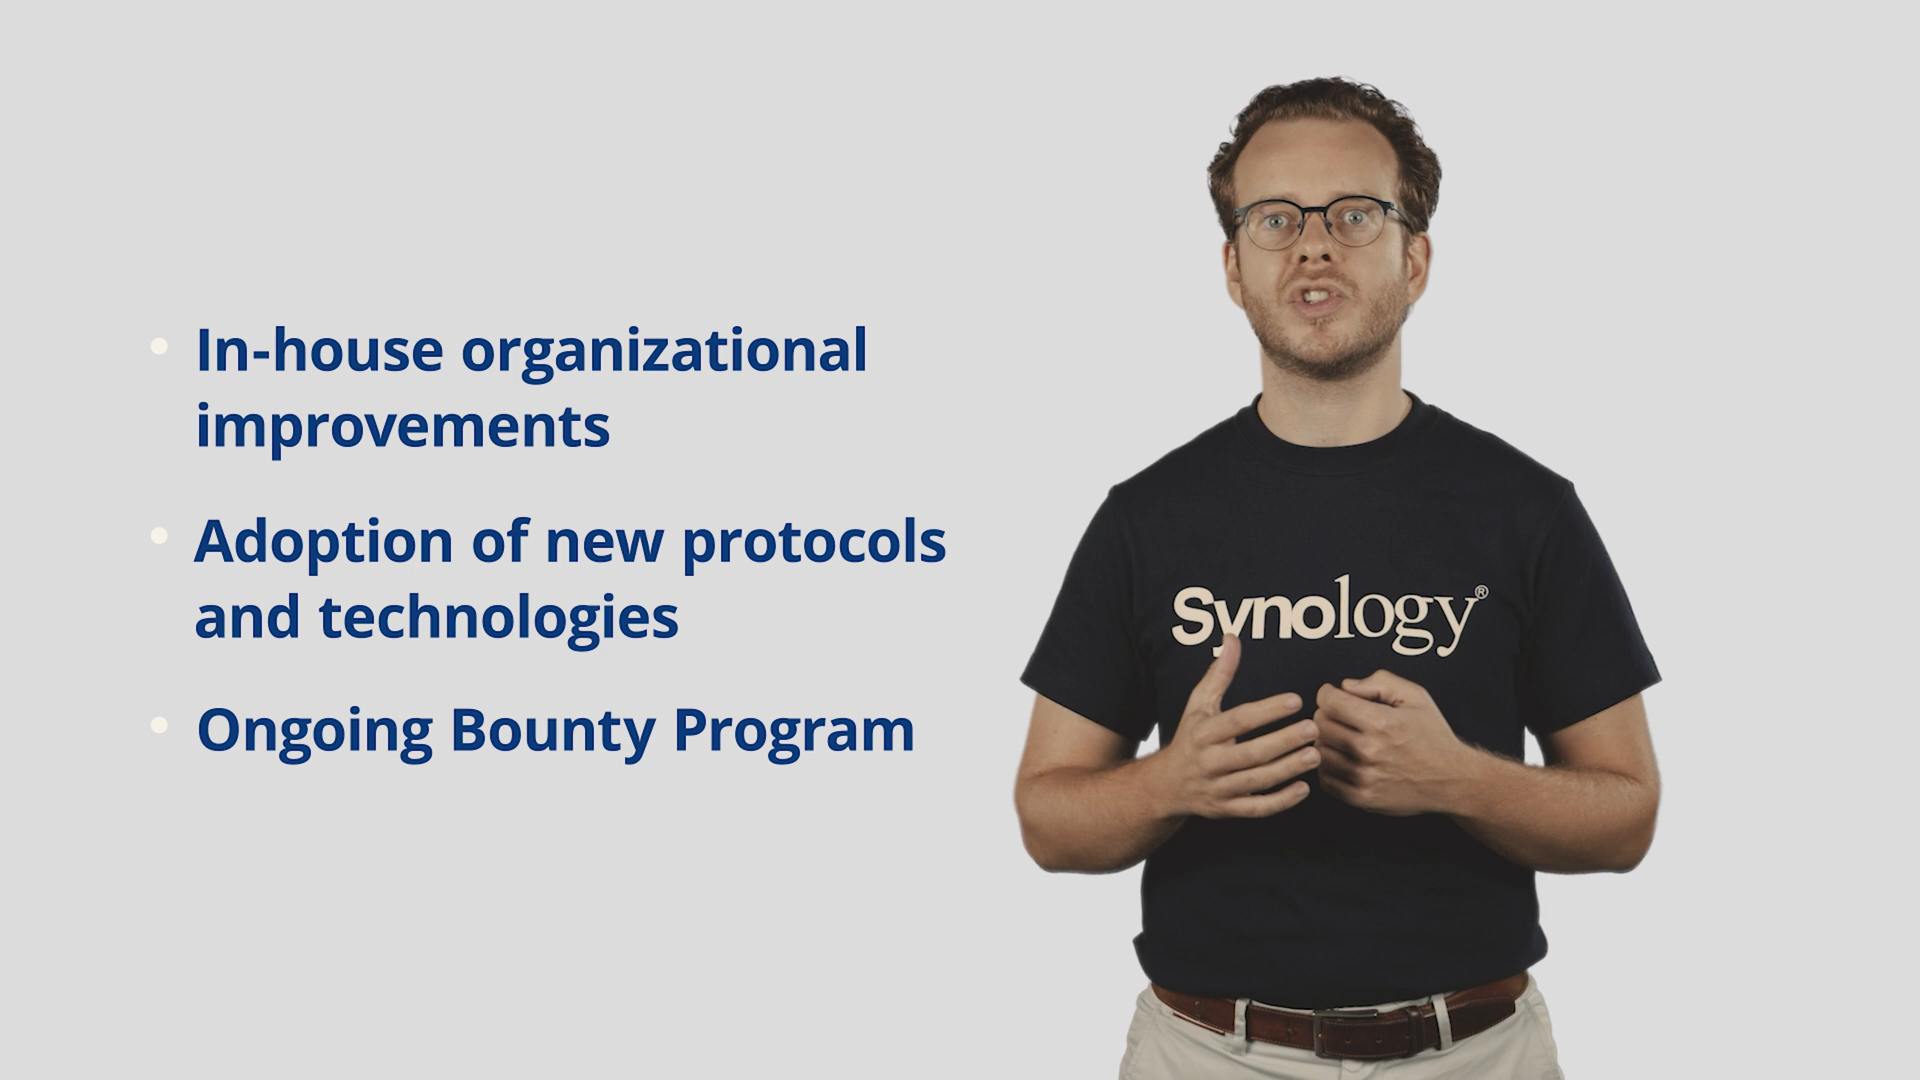 In-house organizational
improvements
Adoption of new protocols
and technologies
Ongoing Bounty Program
Synology®